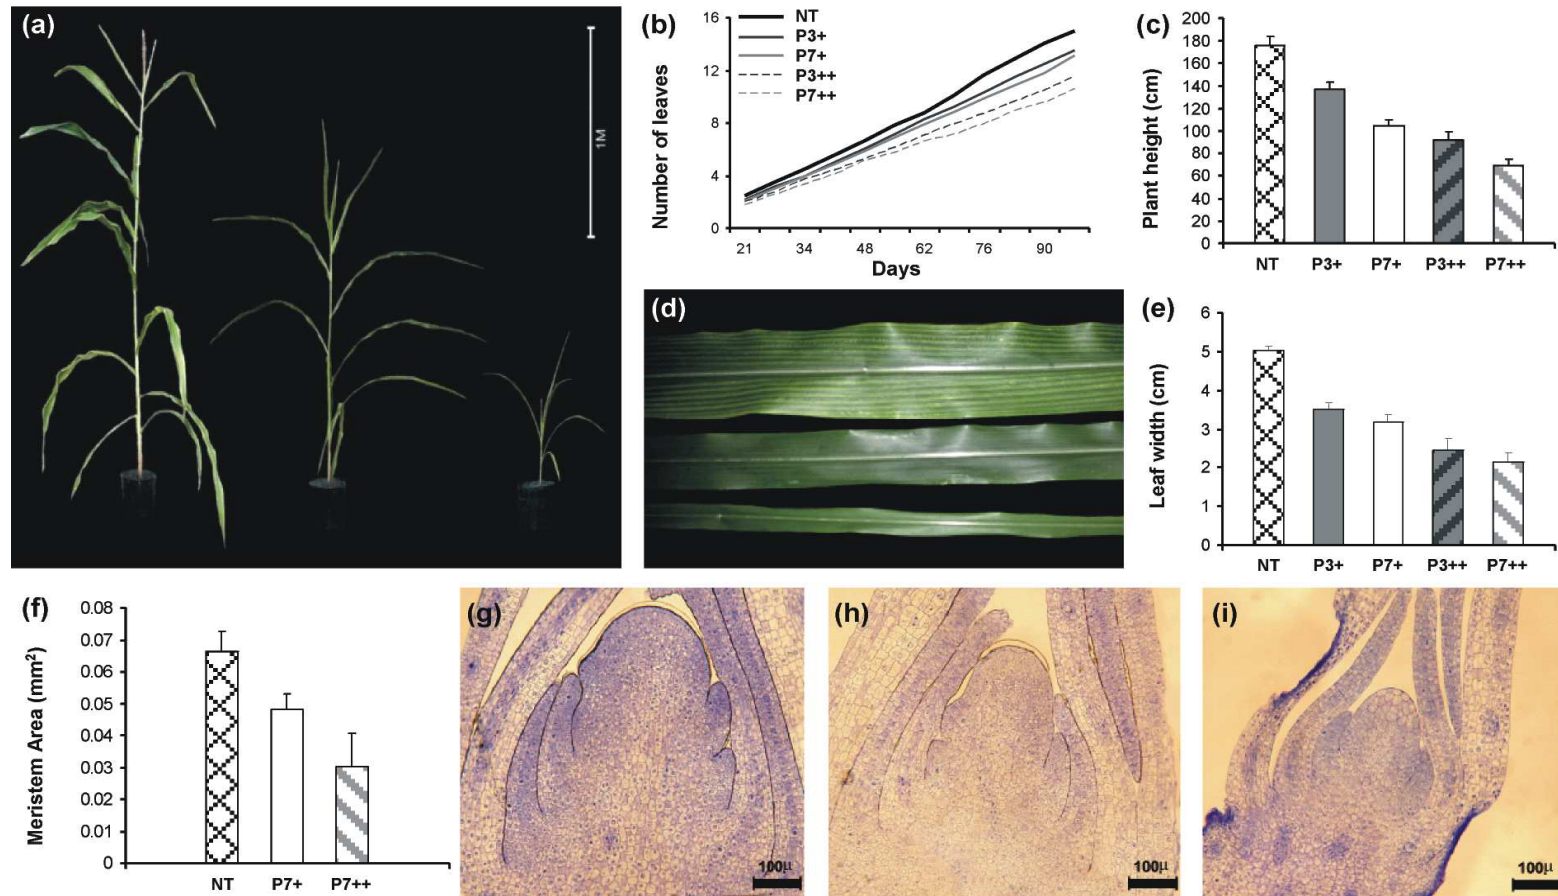 (a)
1M
(b)
NT
P3+
P7+
P3++
P7++
Number of leaves
16
12
8
4
0
21 34 48 62 76 90
Days
(c)
Plant height (cm)
200
180
160
140
120
100
80
60
40
20
0
NT P3+ P7+ P3++ P7++
(d)
(e)
Leaf width (cm)
6
5
4
3
2
1
0
NT P3+ P7+ P3++ P7++
(f)
Meristem Area (mm²)
0.08
0.07
0.06
0.05
0.04
0.03
0.02
0.01
0
NT P7+ P7++
(g)
100µ
(h)
100µ
(i)
100µ